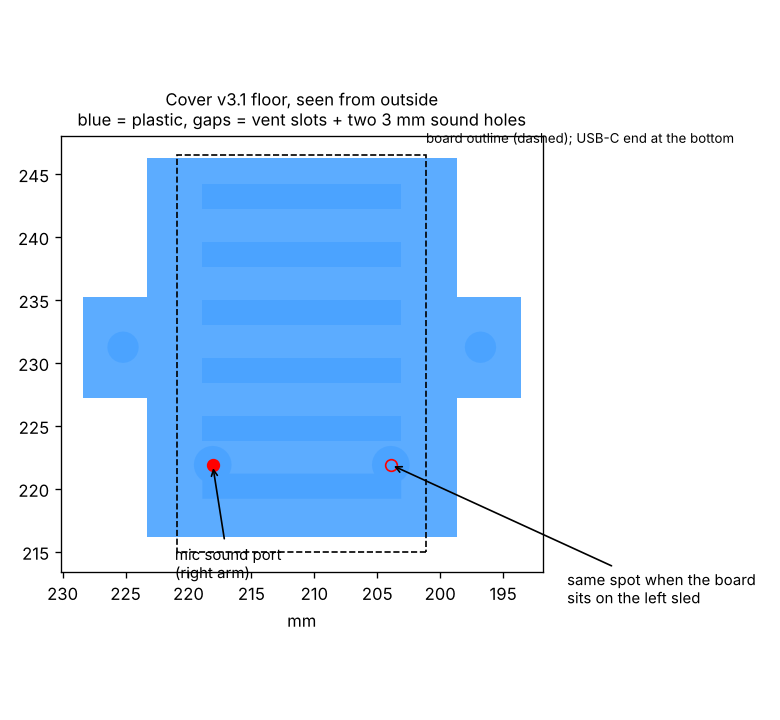 Cover v3.1 floor, seen from outside
blue = plastic, gaps = vent slots + two 3 mm sound holes
board outline (dashed); USB-C end at the bottom
245
240
235
230
225
220
215
mic sound port
(right arm)
same spot when the board
sits on the left sled
230
225
220
215
210
205
200
195
mm